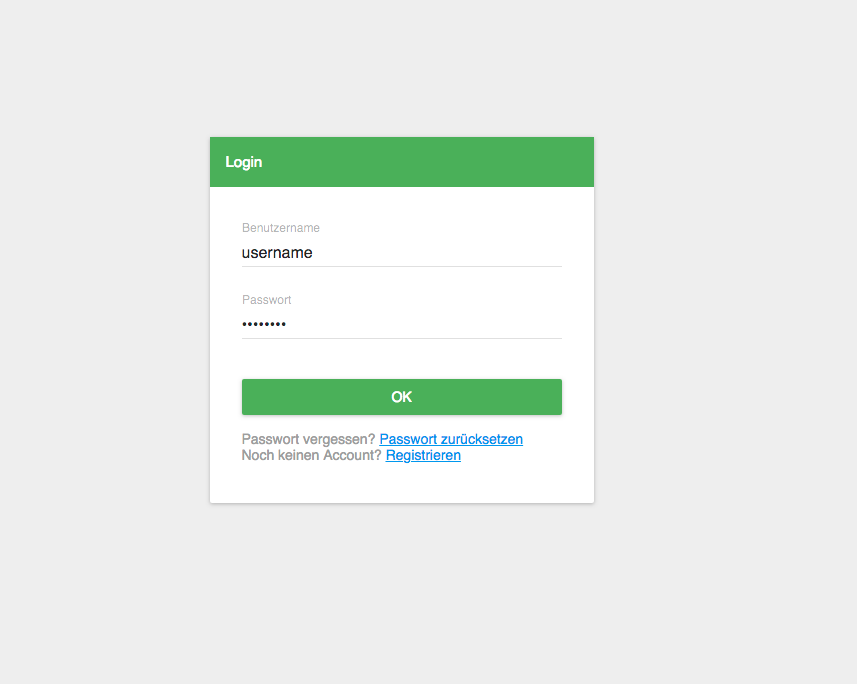 Login
Benutzername
username
Passwort
••••••••
OK
Passwort vergessen? Passwort zurücksetzen
Noch keinen Account? Registrieren